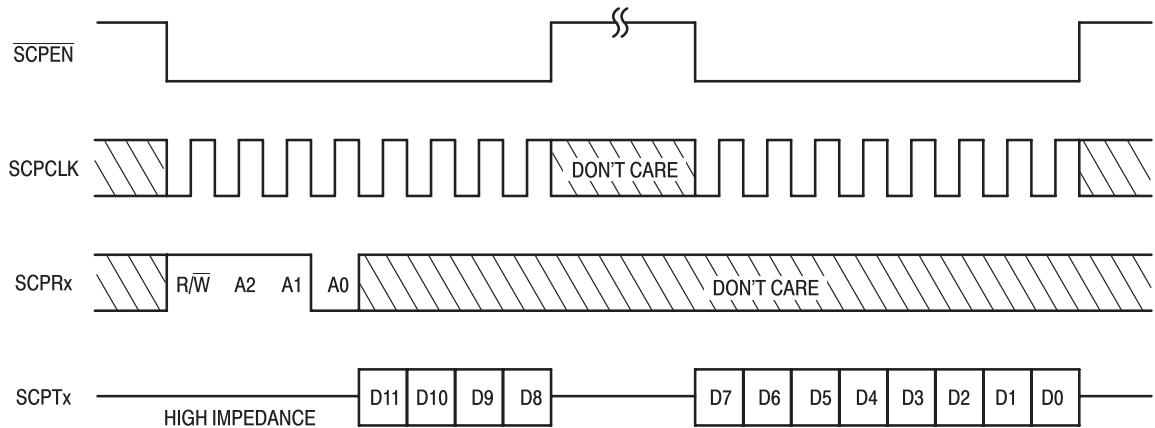 SCPEN
SCPCLK DON'T CARE
SCPRx R/W A2 A1 A0 DON'T CARE
SCPTx D11 D10 D9 D8 D7 D6 D5 D4 D3 D2 D1 D0
HIGH IMPEDANCE